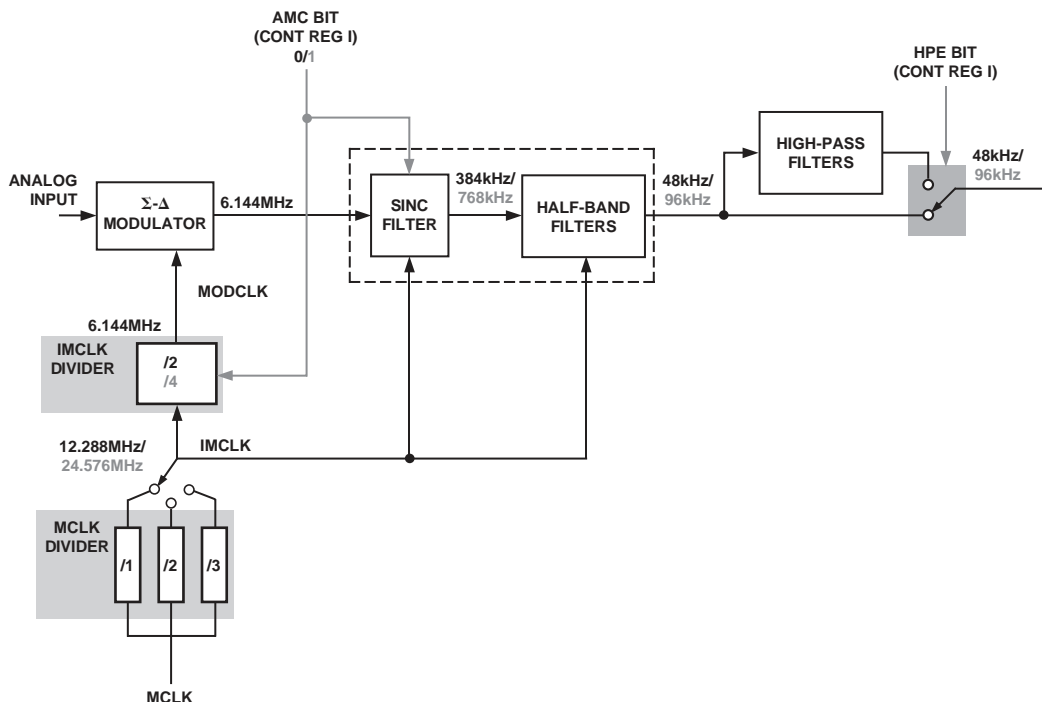 AMC BIT
(CONT REG I)
0/1
HPE BIT
(CONT REG I)
HIGH-PASS
FILTERS
48kHz/
96kHz
ANALOG
INPUT
Σ-Δ
MODULATOR
6.144MHz
SINC
FILTER
384kHz/
768kHz
HALF-BAND
FILTERS
48kHz/
96kHz
MODCLK
6.144MHz
IMCLK
DIVIDER
/2
/4
12.288MHz/
24.576MHz
IMCLK
MCLK
DIVIDER
/1
/2
/3
MCLK